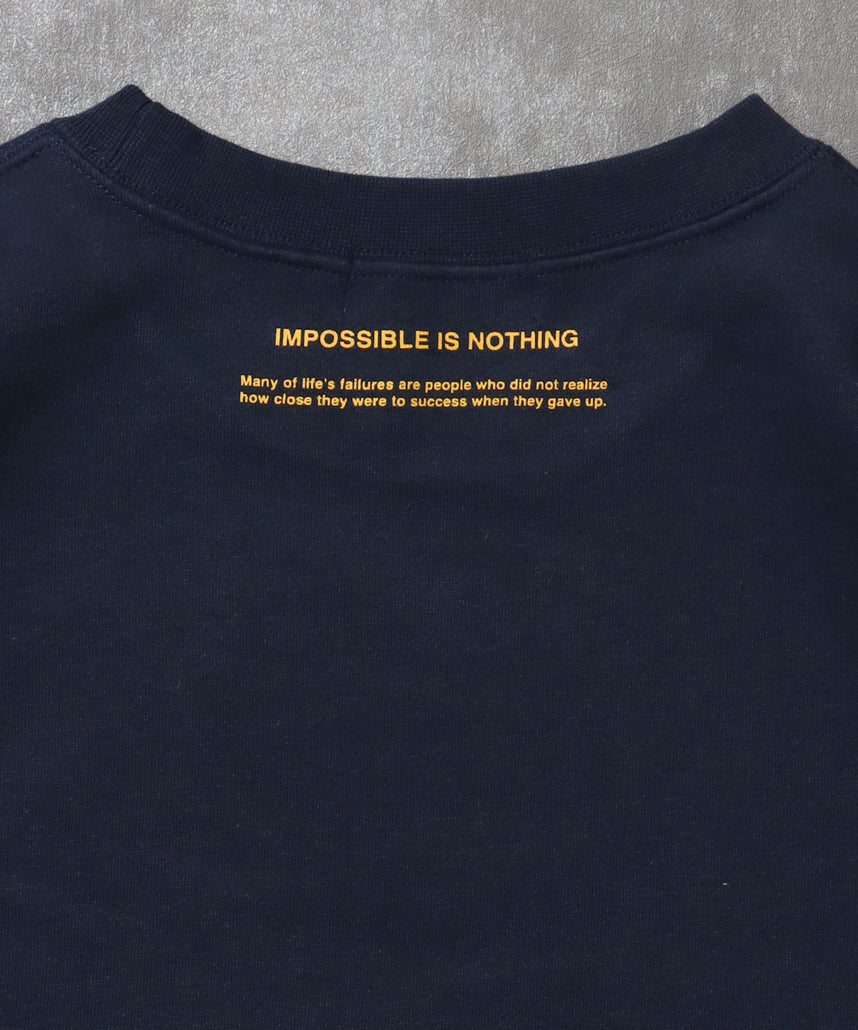 IMPOSSIBLE IS NOTHING
Many of life's failures are people who did not realize
how close they were to success when they gave up.